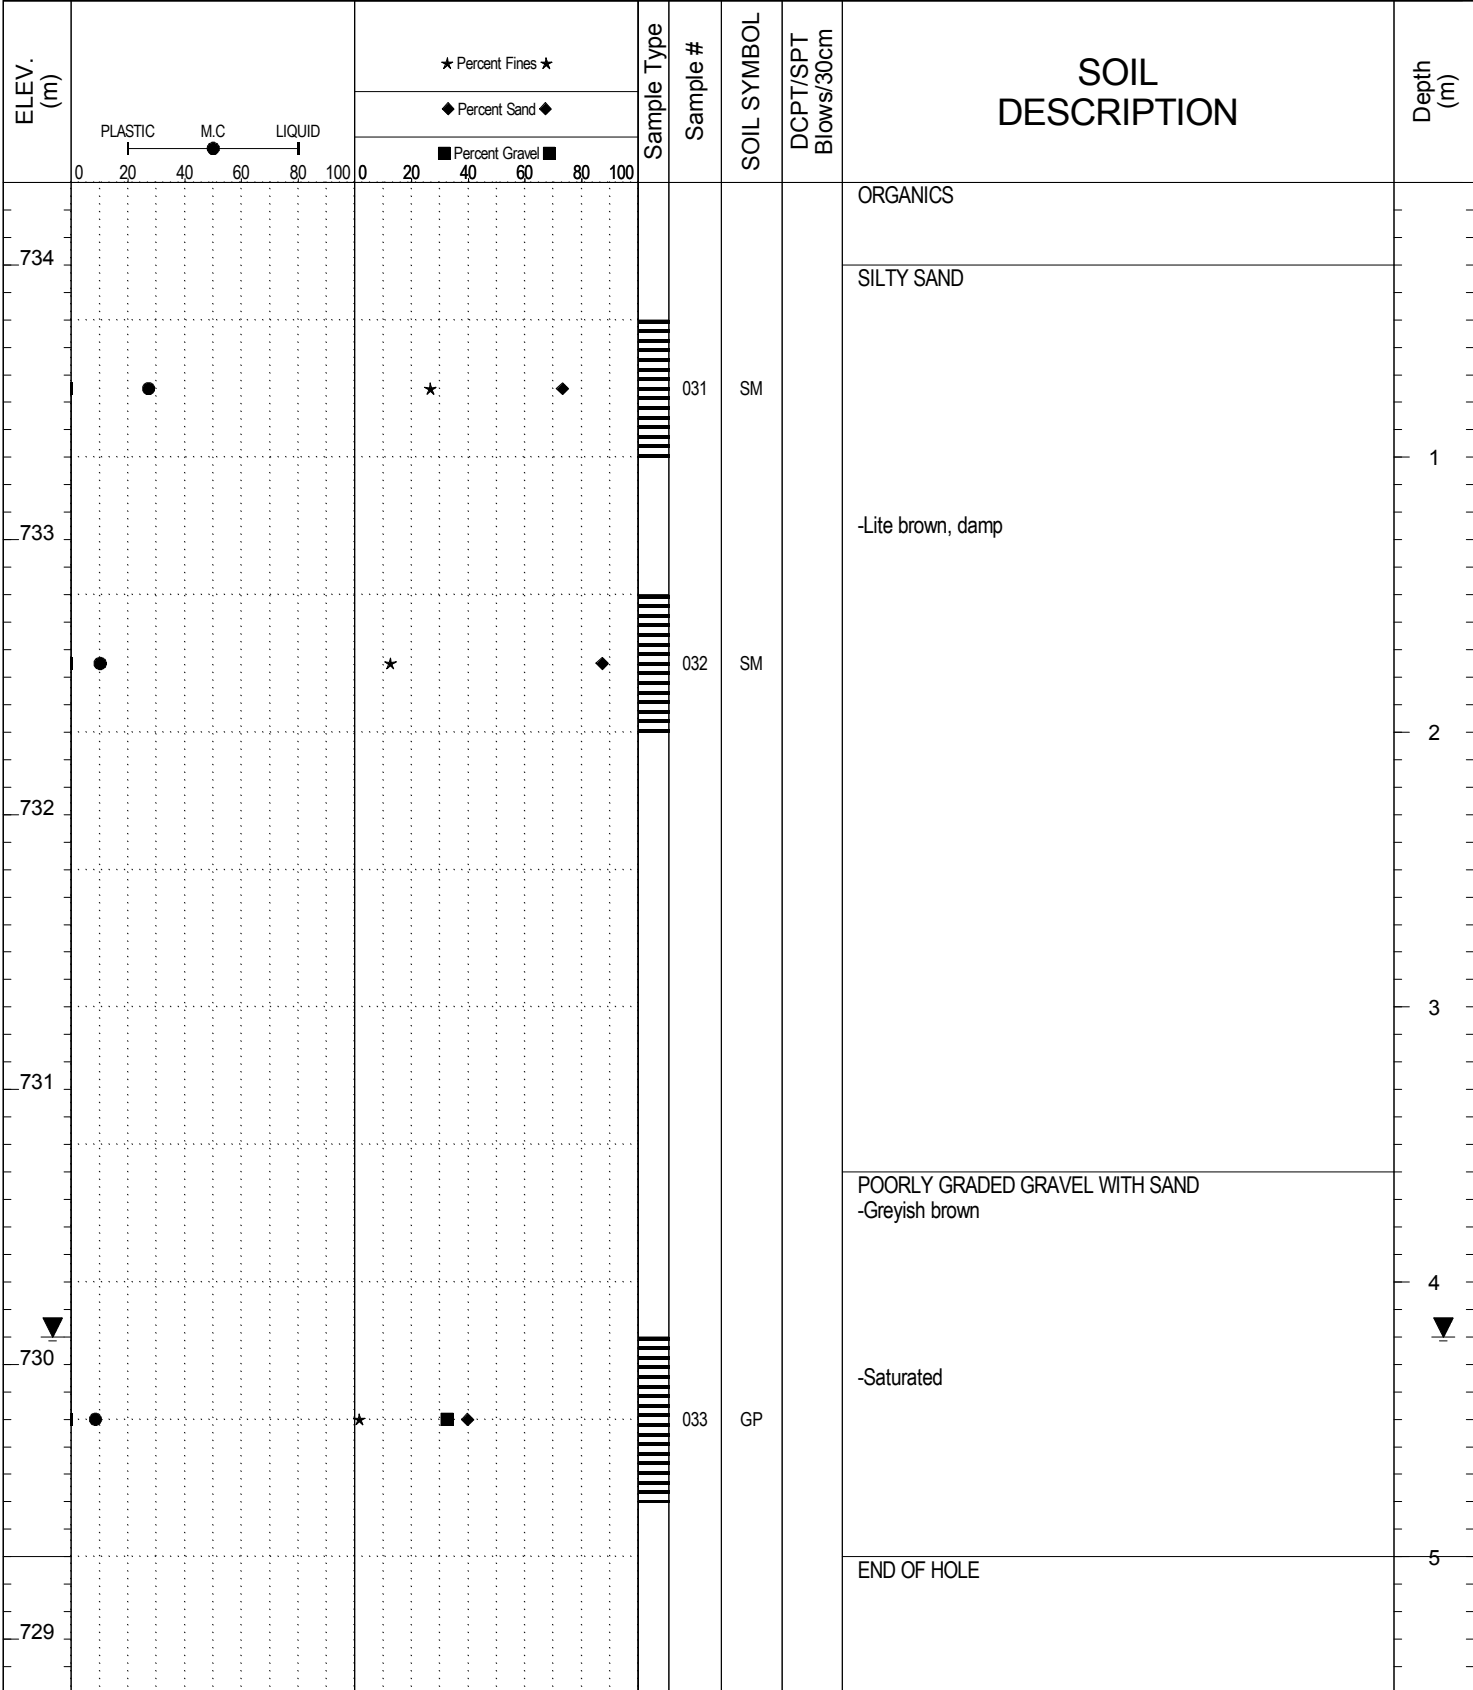 ELEV.
(m)
PLASTIC M.C LIQUID
0 20 40 60 80 100
★ Percent Fines ★
◆ Percent Sand ◆
■ Percent Gravel ■
0 20 40 60 80 100
Sample Type
Sample #
SOIL SYMBOL
DCPT/SPT
Blows/30cm
SOIL
DESCRIPTION
Depth
(m)
ORGANICS
734
SILTY SAND
031 SM
1
733
-Lite brown, damp
032 SM
2
732
3
731
POORLY GRADED GRAVEL WITH SAND
-Greyish brown
4
730
-Saturated
033 GP
5
END OF HOLE
729